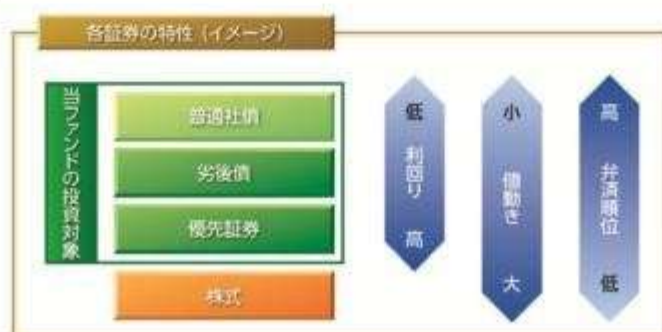 各証券の特性（イメージ）
当ファンドの投資対象
普通社債
劣後債
優先証券
株式
低 利回り 高
小 値動き 大
高 弁済順位 低